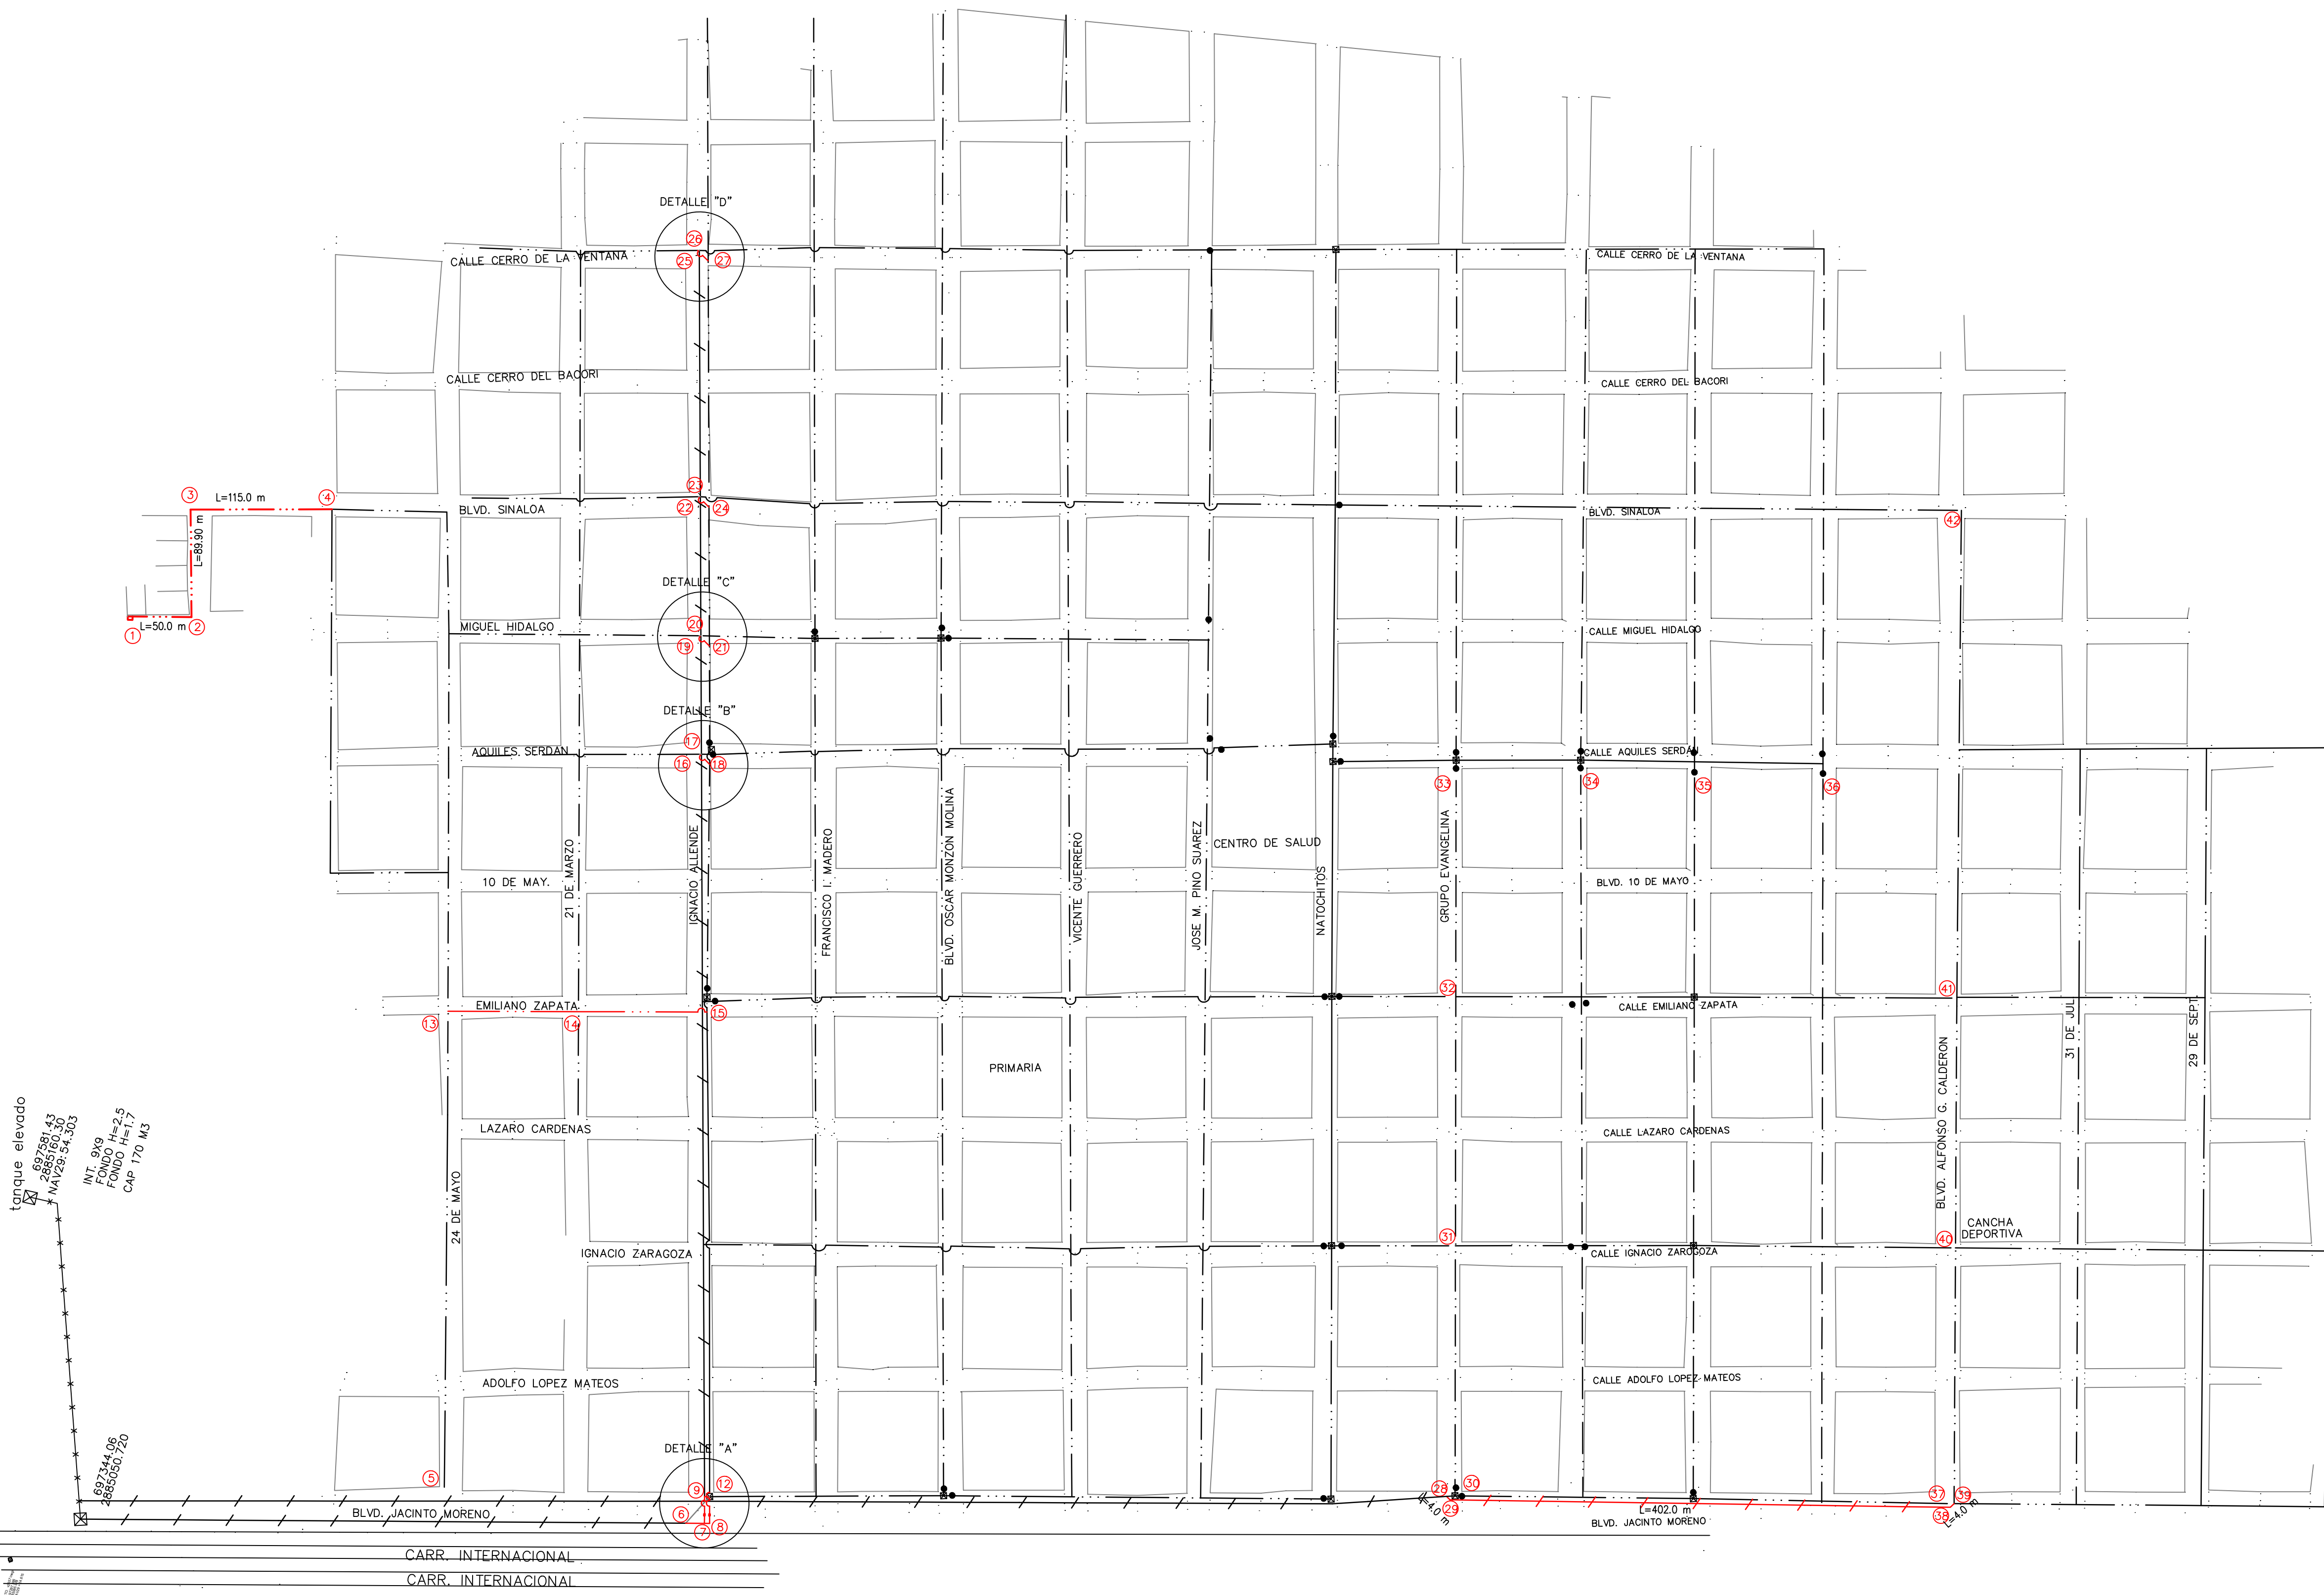 DETALLE "D"
26
CALLE CERRO DE LA VENTANA
25
27
CALLE CERRO DE LA VENTANA
CALLE CERRO DEL BACORI
CALLE CERRO DEL BACORI
3
L=115.0 m
4
23
22
24
BLVD. SINALOA
BLVD. SINALOA
42
L=89.90 m
DETALLE "C"
1
L=50.0 m
2
MIGUEL HIDALGO
20
19
21
CALLE MIGUEL HIDALGO
DETALLE "B"
17
AQUILES SERDÁN
16
18
CALLE AQUILES SERDÁN
33
34
35
36
21 DE MARZO
IGNACIO ALLENDE
FRANCISCO I. MADERO
BLVD. OSCAR MONZON MOLINA
VICENTE GUERRERO
JOSE M. PINO SUAREZ
CENTRO DE SALUD
NATOCHITOS
GRUPO EVANGELINA
10 DE MAY.
BLVD. 10 DE MAYO
32
41
EMILIANO ZAPATA
CALLE EMILIANO ZAPATA
13
14
15
31 DE JUL
29 DE SEPT.
PRIMARIA
BLVD. ALFONSO G. CALDERON
tanque elevado
697581.43
2885160.30
NAV29:54.303
INT. 9X9
FONDO H=2.5
FONDO H=1.7
CAP 170 M3
LAZARO CARDENAS
CALLE LAZARO CARDENAS
24 DE MAYO
CANCHA
DEPORTIVA
31
40
IGNACIO ZARAGOZA
CALLE IGNACIO ZAROGOZA
ADOLFO LOPEZ MATEOS
CALLE ADOLFO LOPEZ MATEOS
697344.06
2885050.720
DETALLE "A"
5
9
12
28
30
37
39
6
7
8
29
L=4.0 m
L=402.0 m
38
L=4.0 m
BLVD. JACINTO MORENO
BLVD. JACINTO MORENO
CARR. INTERNACIONAL
CARR. INTERNACIONAL